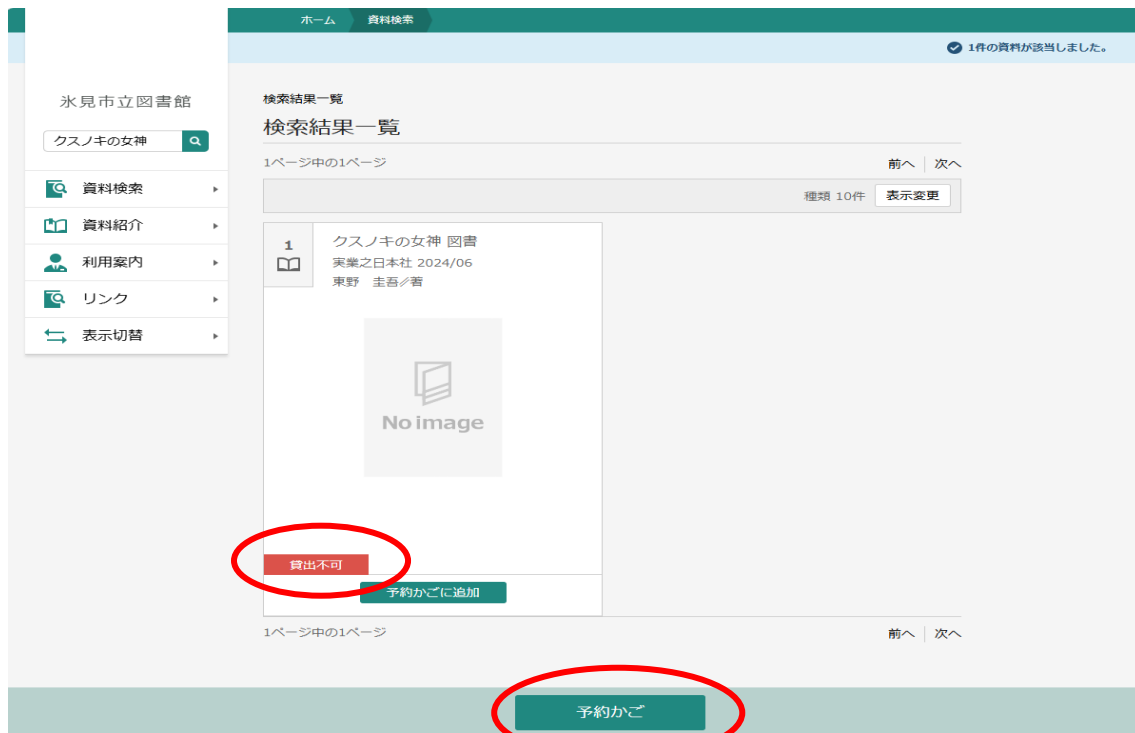 ホーム 資料検索
1件の資料が該当しました。
氷見市立図書館
クスノキの女神
資料検索
資料紹介
利用案内
リンク
表示切替
検索結果一覧
検索結果一覧
1ページ中の1ページ 前へ 次へ
種類 10件 表示変更
1 クスノキの女神 図書
実業之日本社 2024/06
東野 圭吾∥著
No image
貸出不可
予約かごに追加
1ページ中の1ページ 前へ 次へ
予約かご